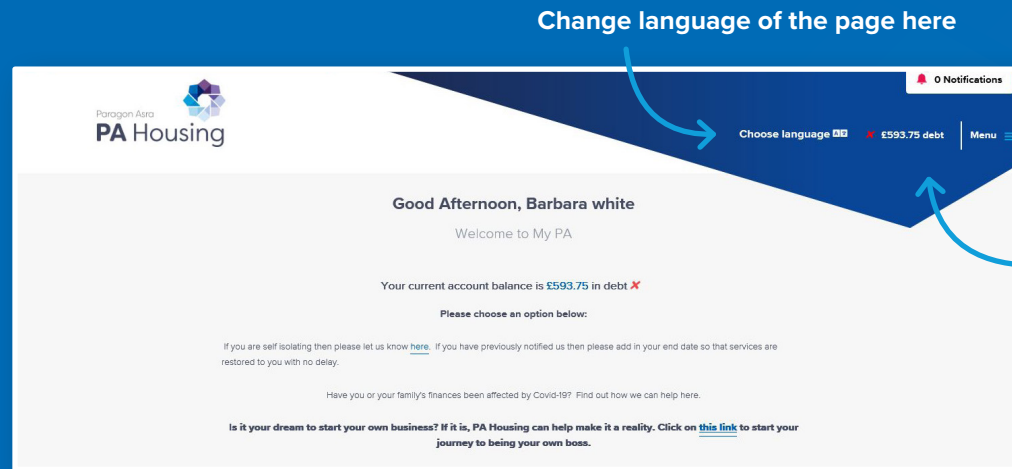 Change language of the page here
0 Notifications
Paragon Asra
PA Housing
Choose language
£593.75 debt
Menu
Good Afternoon, Barbara white
Welcome to My PA
Your current account balance is £593.75 in debt ✗
Please choose an option below:
If you are self isolating then please let us know here. If you have previously notified us then please add in your end date so that services are
restored to you with no delay.
Have you or your family's finances been affected by Covid-19? Find out how we can help here.
Is it your dream to start your own business? If it is, PA Housing can help make it a reality. Click on this link to start your
journey to being your own boss.